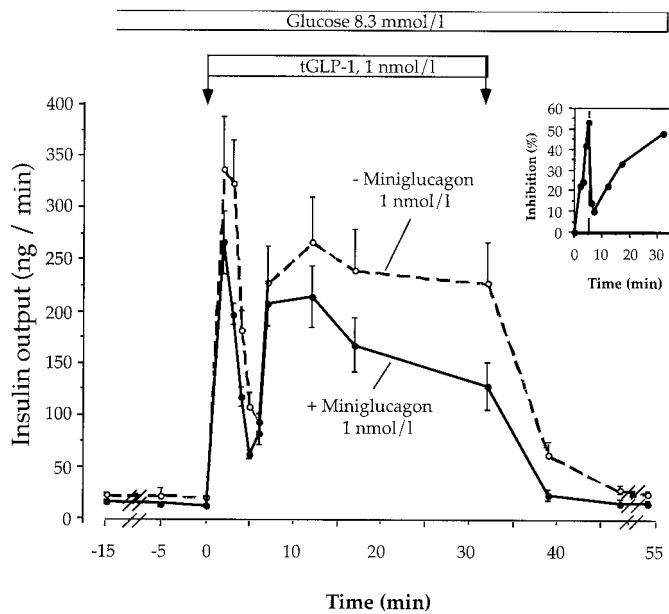 Glucose 8.3 mmol/l
tGLP-1, 1 nmol/l
400
350
300
250
200
150
100
50
0
Insulin output (ng / min)
- Miniglucagon
1 nmol/l
+ Miniglucagon
1 nmol/l
-15 -5 0 10 20 30 40 55
Time (min)
60
50
40
30
20
10
0
Inhibition (%)
0 10 20 30
Time (min)